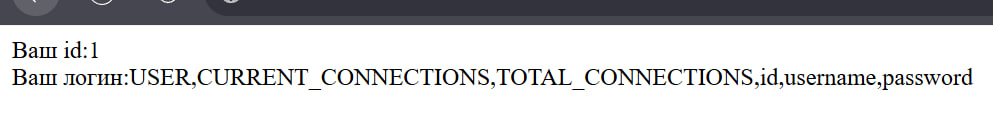 Ваш id:1
Ваш логин:USER,CURRENT_CONNECTIONS,TOTAL_CONNECTIONS,id,username,password